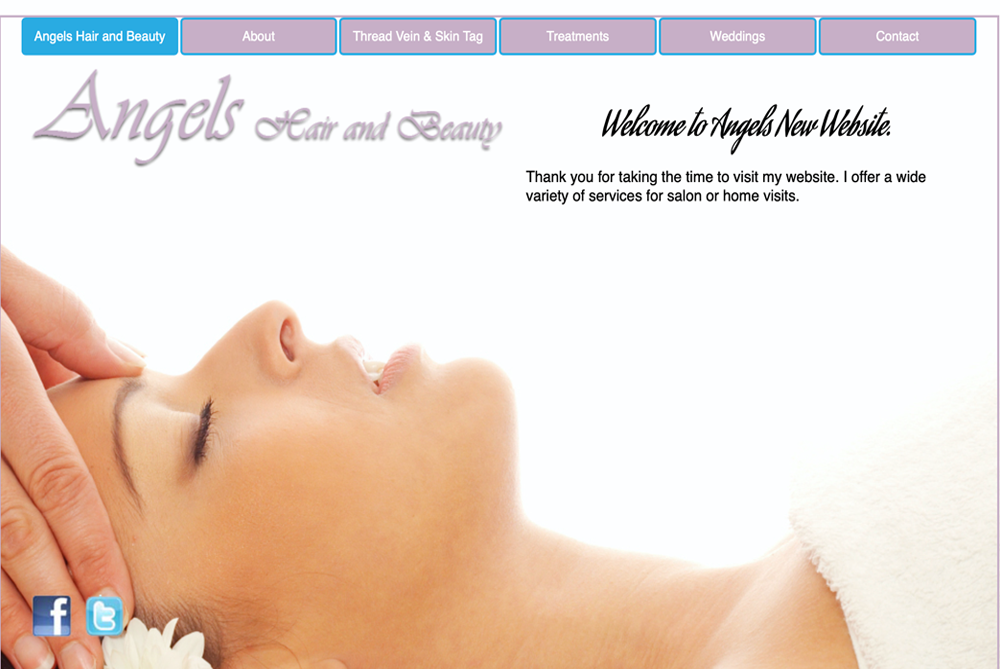 Angels Hair and Beauty
About
Thread Vein & Skin Tag
Treatments
Weddings
Contact
Angels Hair and Beauty
Welcome to Angels New Website.
Thank you for taking the time to visit my website. I offer a wide
variety of services for salon or home visits.
f
t